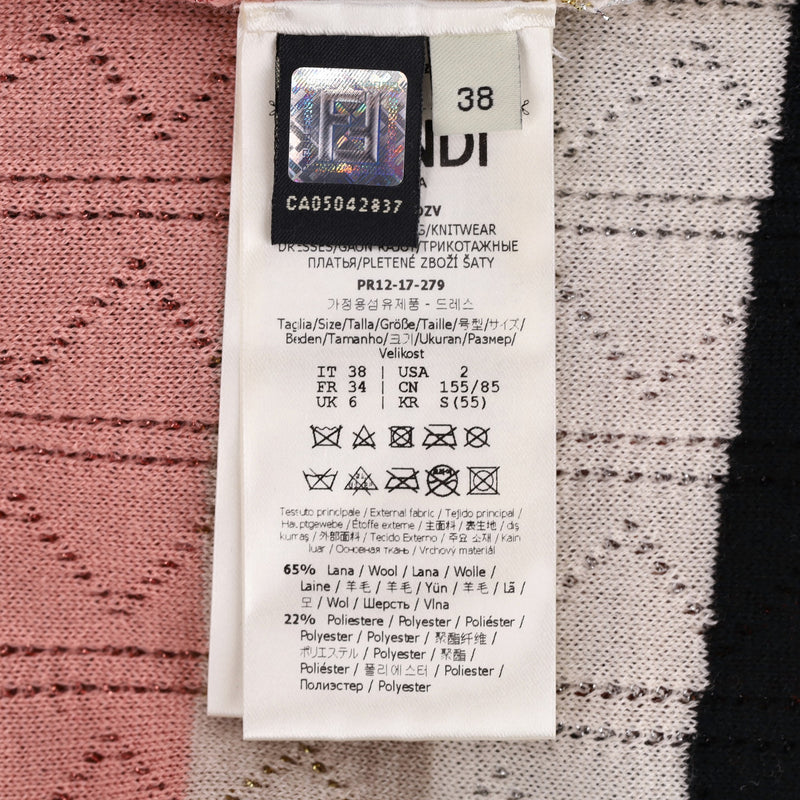 38
NDI
A
CA05042837
DZV
G/KNITWEAR
DRESSES/GAON RAJUT/ТРИКОТАЖНЫЕ
ПЛАТЬЯ/PLETENÉ ZBOŽÍ ŠATY
PR12-17-279
가정용섬유제품 - 드레스
Taglia/Size/Talla/Größe/Taille/号型/サイズ/
Beden/Tamanho/크기/Ukuran/Размер/
Velikost
IT 38 | USA 2
FR 34 | CN 155/85
UK 6 | KR S(55)
Tessuto principale / External fabric / Tejido principal /
Hauptgewebe / Étoffe externe / 主面料 / 表生地 / dış
kumaş / 外部面料 / Tecido Externo / 주요 소재 / kain
luar / Основная ткань / Vrchový materiál
65% Lana / Wool / Lana / Wolle /
Laine / 羊毛 / 羊毛 / Yün / 羊毛 / Lã /
모 / Wol / Шерсть / Vlna
22% Poliestere / Polyester / Poliéster /
Polyester / Polyester / 聚酯纤维 /
ポリエステル / Polyester / 聚酯 /
Poliéster / 폴리에스터 / Poliester /
Полиэстер / Polyester